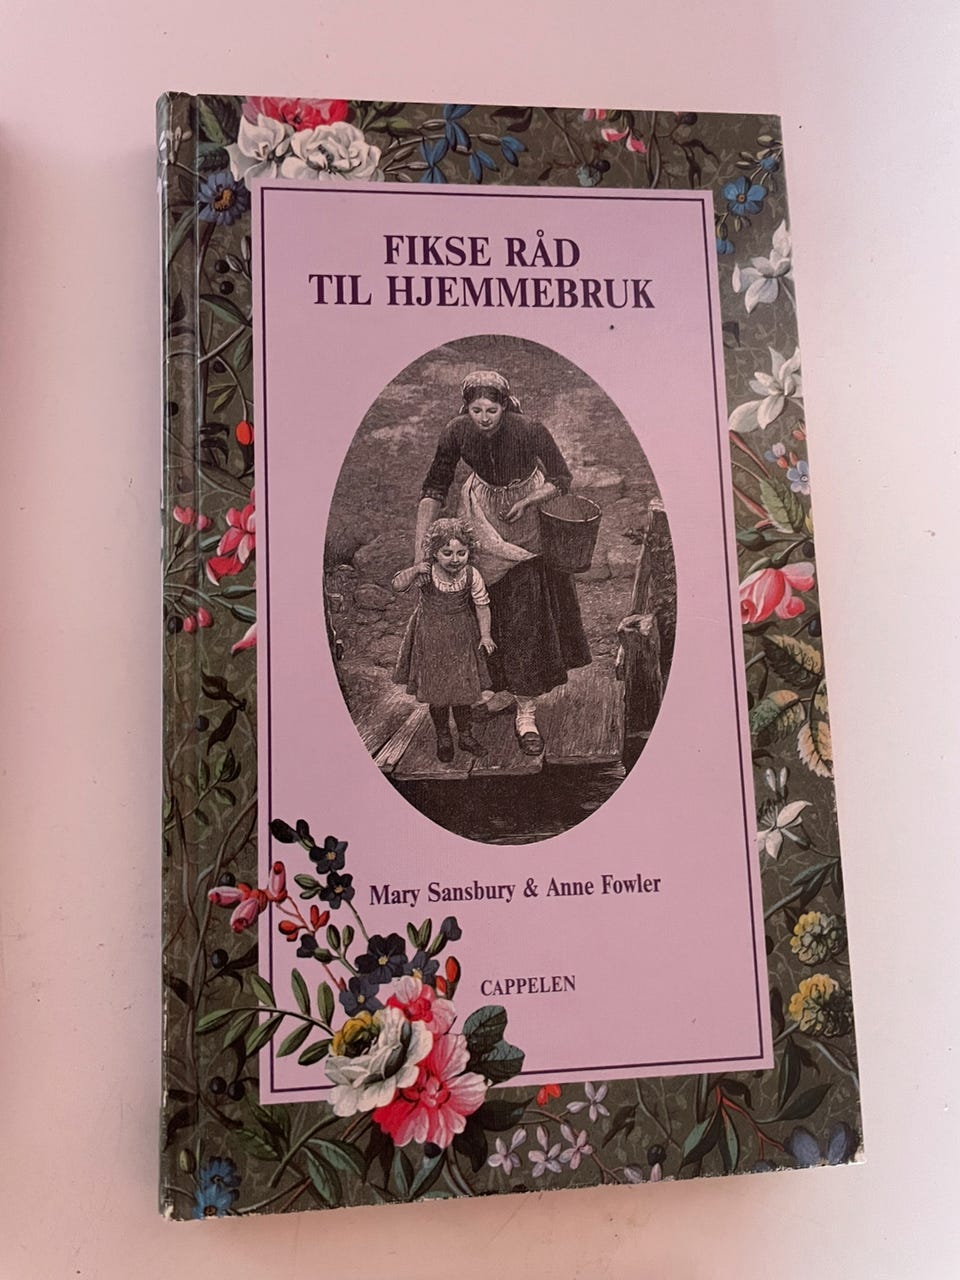 FIKSE RÅD
TIL HJEMMEBRUK
Mary Sansbury & Anne Fowler
CAPPELEN